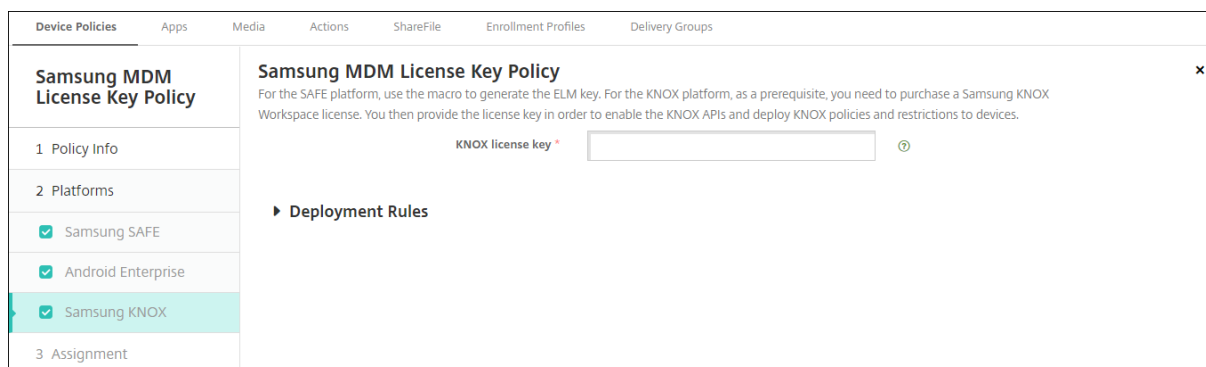 Device Policies Apps Media Actions ShareFile Enrollment Profiles Delivery Groups
Samsung MDM
License Key Policy
1 Policy Info
2 Platforms
Samsung SAFE
Android Enterprise
Samsung KNOX
3 Assignment
Samsung MDM License Key Policy
For the SAFE platform, use the macro to generate the ELM key. For the KNOX platform, as a prerequisite, you need to purchase a Samsung KNOX
Workspace license. You then provide the license key in order to enable the KNOX APIs and deploy KNOX policies and restrictions to devices.
KNOX license key *
Deployment Rules